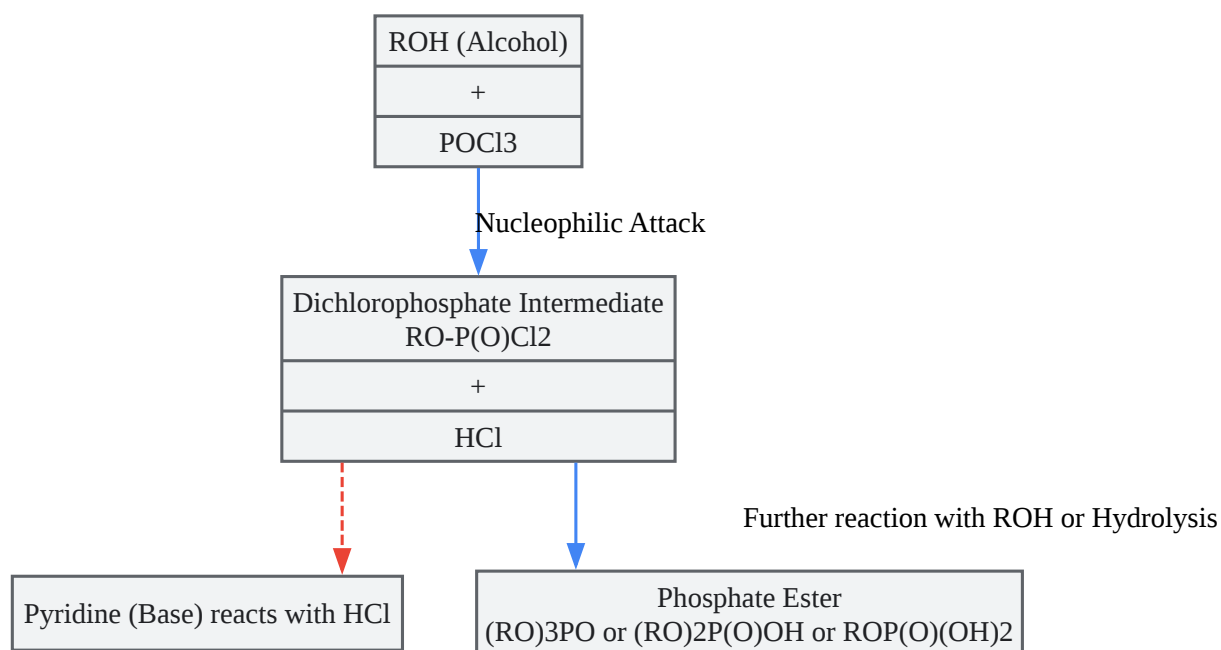 ROH (Alcohol)
+
POCl3
Nucleophilic Attack
Dichlorophosphate Intermediate
RO-P(O)Cl2
+
HCl
Further reaction with ROH or Hydrolysis
Pyridine (Base) reacts with HCl
Phosphate Ester
(RO)3PO or (RO)2P(O)OH or ROP(O)(OH)2